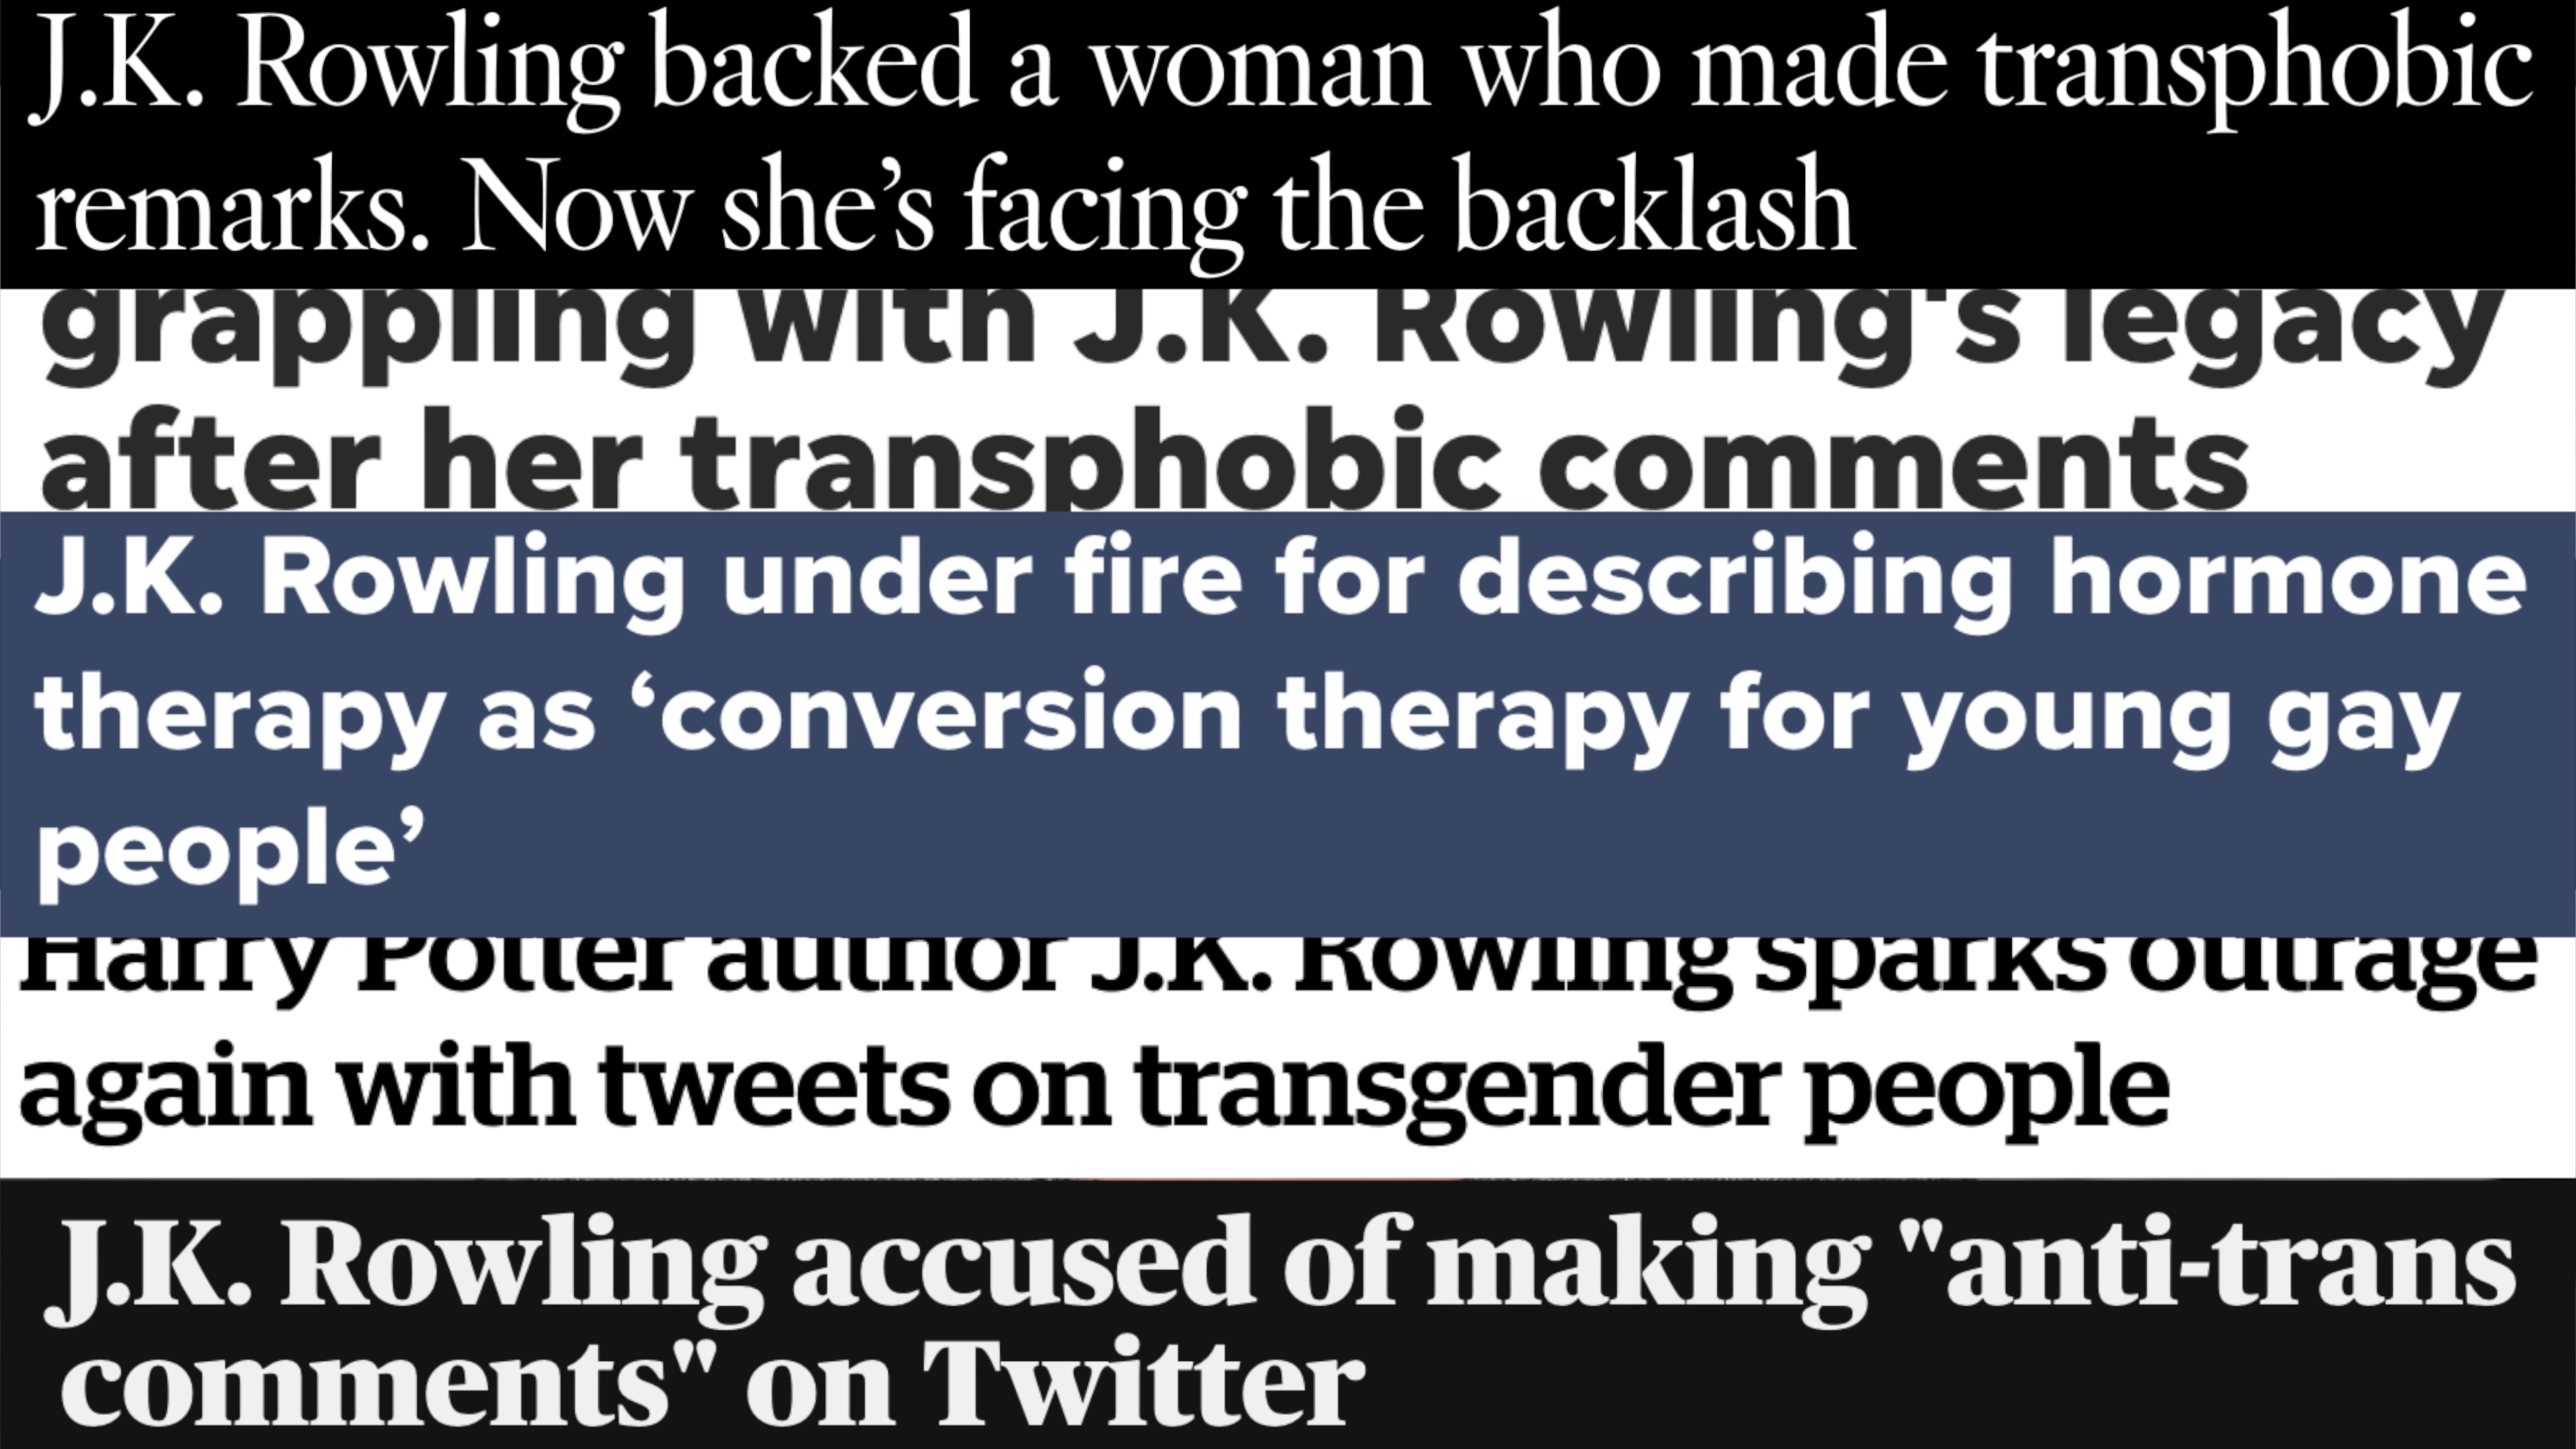 J.K. Rowling backed a woman who made transphobic
remarks. Now she’s facing the backlash
grappling with J.K. Rowling's legacy
after her transphobic comments
J.K. Rowling under fire for describing hormone
therapy as ‘conversion therapy for young gay
people’
Harry Potter author J.K. Rowling sparks outrage
again with tweets on transgender people
J.K. Rowling accused of making "anti-trans
comments" on Twitter